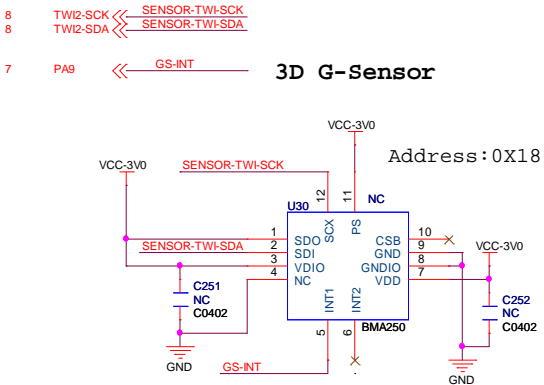 8 TWI2-SCK SENSOR-TWI-SCK
8 TWI2-SDA SENSOR-TWI-SDA
7 PA9 GS-INT
3D G-Sensor
VCC-3V0
Address:0X18
VCC-3V0 SENSOR-TWI-SCK
12 11 NC
U30
SCX PS
1 SDO CSB 10
SENSOR-TWI-SDA 2 SDI GND 9 VCC-3V0
3 VDIO GNDIO 8
4 NC VDD 7
INT1 INT2
C251
NC
C0402
C252
NC
C0402
BMA250
5 6
GND
GS-INT
GND